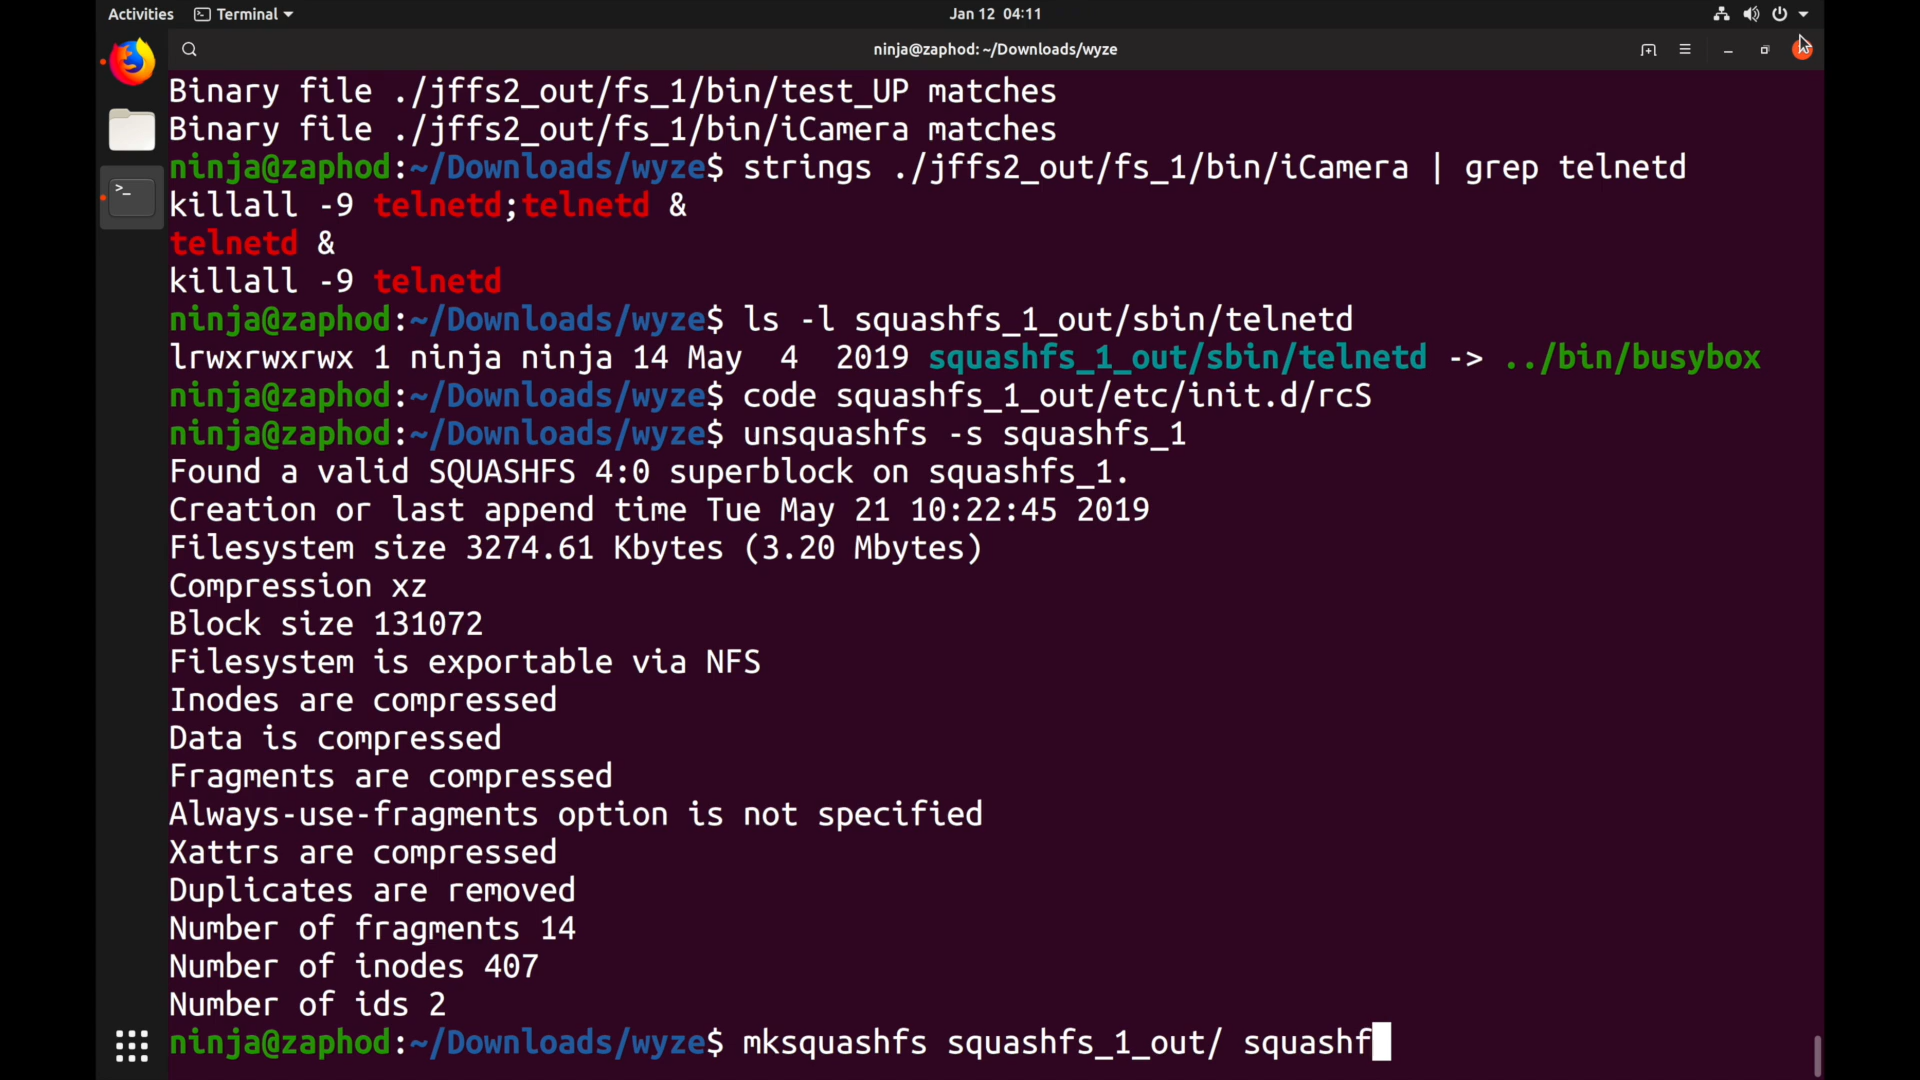 Activities Terminal Jan 12 04:11
ninja@zaphod: ~/Downloads/wyze
Binary file ./jffs2_out/fs_1/bin/test_UP matches
Binary file ./jffs2_out/fs_1/bin/iCamera matches
ninja@zaphod:~/Downloads/wyze$ strings ./jffs2_out/fs_1/bin/iCamera | grep telnetd
killall -9 telnetd;telnetd &
telnetd &
killall -9 telnetd
ninja@zaphod:~/Downloads/wyze$ ls -l squashfs_1_out/sbin/telnetd
lrwxrwxrwx 1 ninja ninja 14 May  4  2019 squashfs_1_out/sbin/telnetd -> ../bin/busybox
ninja@zaphod:~/Downloads/wyze$ code squashfs_1_out/etc/init.d/rcS
ninja@zaphod:~/Downloads/wyze$ unsquashfs -s squashfs_1
Found a valid SQUASHFS 4:0 superblock on squashfs_1.
Creation or last append time Tue May 21 10:22:45 2019
Filesystem size 3274.61 Kbytes (3.20 Mbytes)
Compression xz
Block size 131072
Filesystem is exportable via NFS
Inodes are compressed
Data is compressed
Fragments are compressed
Always-use-fragments option is not specified
Xattrs are compressed
Duplicates are removed
Number of fragments 14
Number of inodes 407
Number of ids 2
ninja@zaphod:~/Downloads/wyze$ mksquashfs squashfs_1_out/ squashf